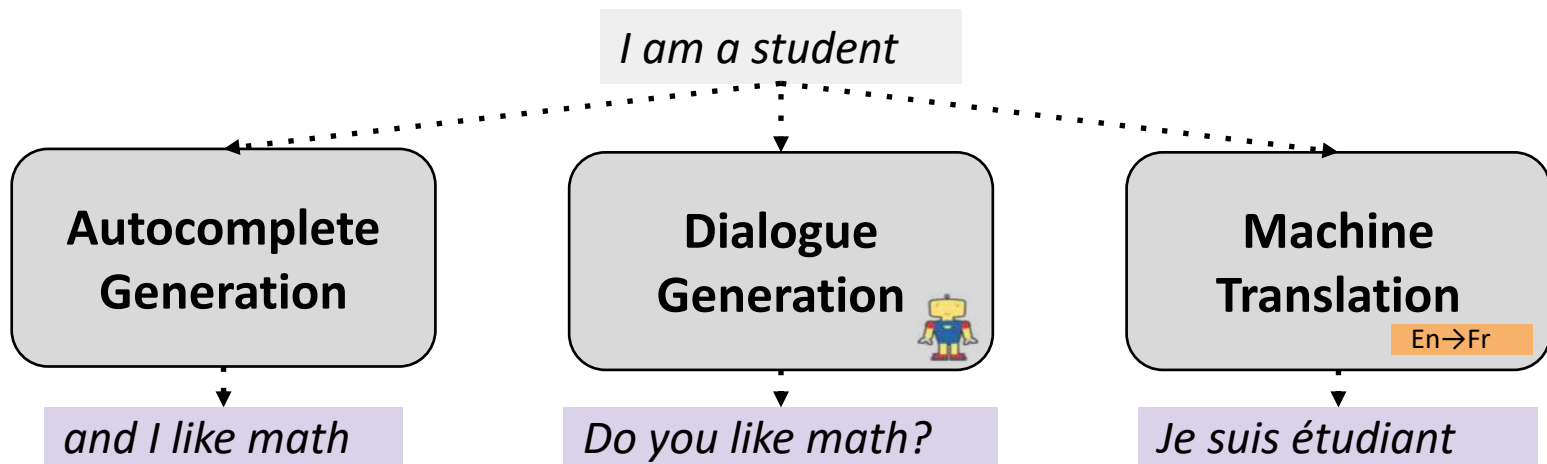 I am a student
Autocomplete
Generation
Dialogue
Generation
Machine
Translation
En→Fr
and I like math
Do you like math?
Je suis étudiant